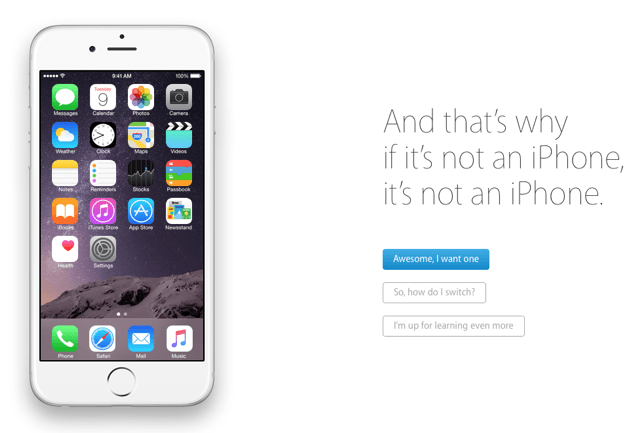 9:41 AM
100%
Messages
Tuesday
9
Calendar
Photos
Camera
Weather
Clock
Maps
Videos
Notes
Reminders
Stocks
Passbook
iBooks
iTunes Store
App Store
Newsstand
Health
Settings
Phone
Safari
Mail
Music
And that's why
if it's not an iPhone,
it's not an iPhone.
Awesome, I want one
So, how do I switch?
I'm up for learning even more